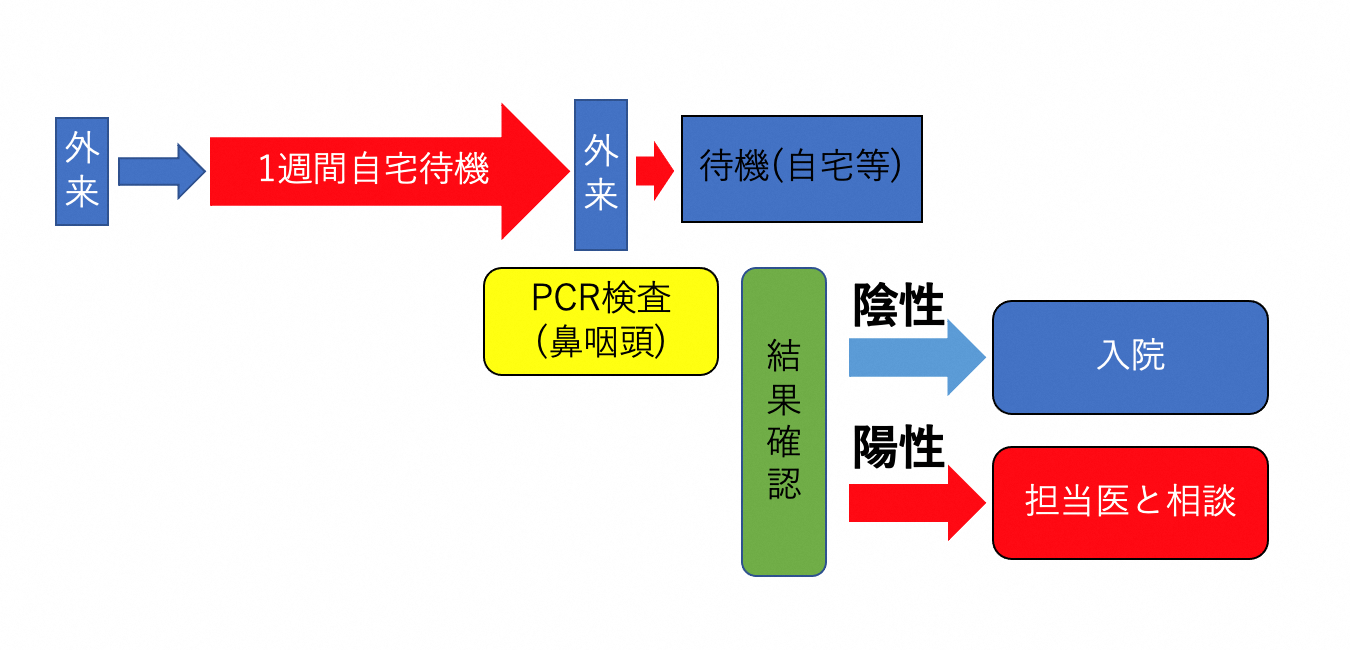 外来
1週間自宅待機
外来
待機(自宅等)
PCR検査
(鼻咽頭)
結果確認
陰性
入院
陽性
担当医と相談